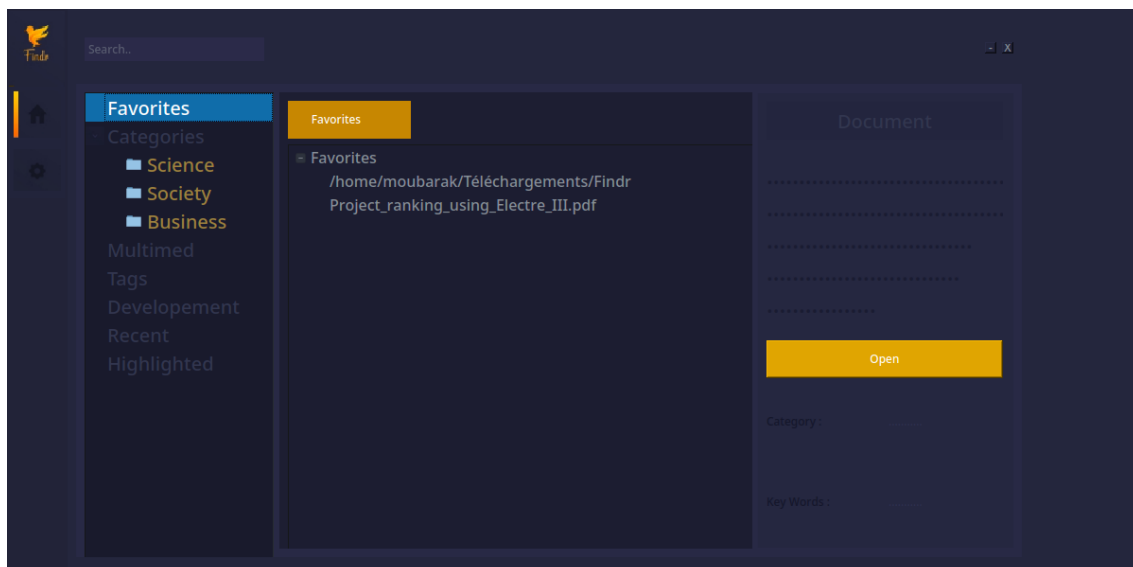 Findr
Search..
- X
Favorites
Categories
Science
Society
Business
Multimed
Tags
Developement
Recent
Highlighted
Favorites
Favorites
/home/moubarak/Téléchargements/Findr
Project_ranking_using_Electre_III.pdf
Document
Open
Category :
Key Words :